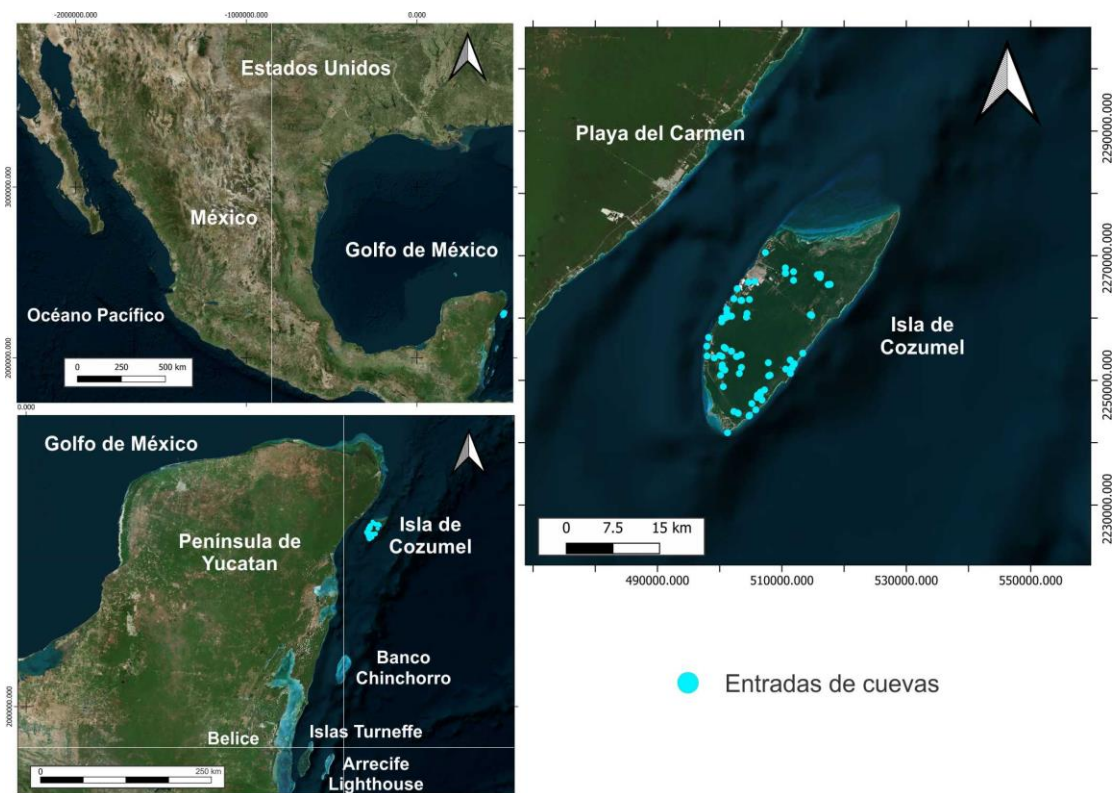 -2000000.000
-1000000.000
0.000
Estados Unidos
3000000.000
México
Golfo de México
Océano Pacífico
2000000.000
0
250
500 km
0.000
Golfo de México
Isla de
Cozumel
Península de
Yucatan
Banco
Chinchorro
2000000.000
Belice
Islas Turneffe
Arrecife
Lighthouse
0
250 km
Playa del Carmen
2290000.000
2270000.000
Isla de
Cozumel
2250000.000
2230000.000
0
7.5
15 km
490000.000
510000.000
530000.000
550000.000
Entradas de cuevas